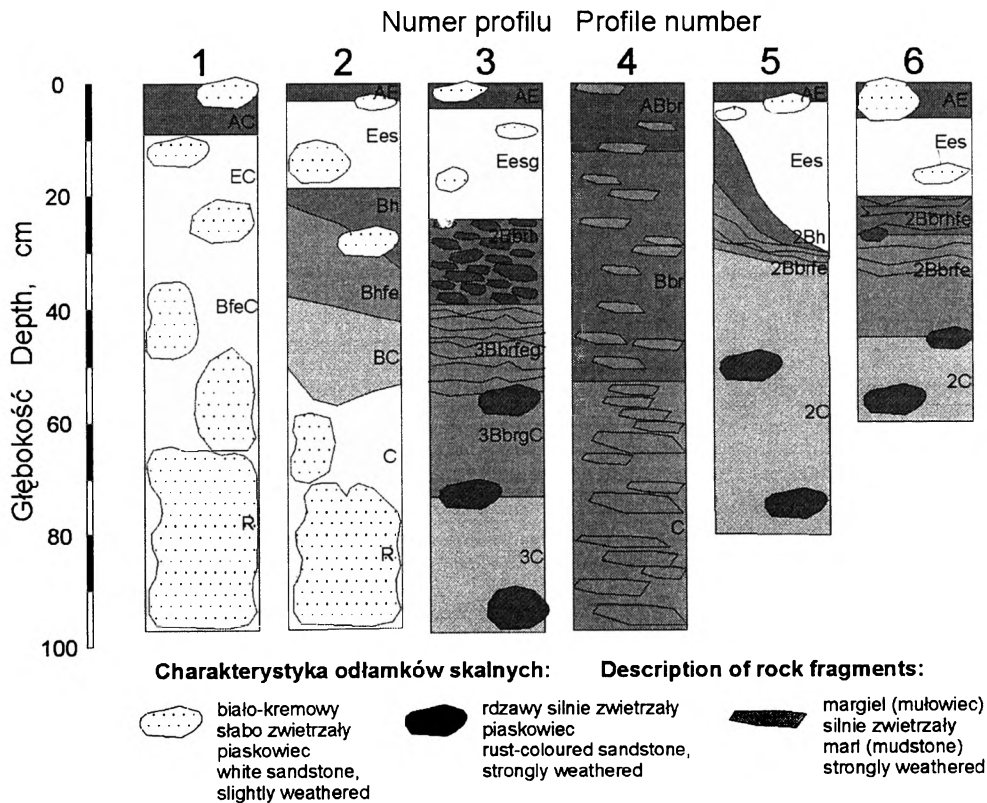 Numer profilu Profile number
1 2 3 4 5 6
Głębokość Depth, cm
0
20
40
60
80
100
AC
EC
BfeC
R
AE
Ees
Bh
Bhfe
BC
C
R
AE
Eesg
3Bbrfeg
3BbrgC
3C
ABbr
Bbr
C
AE
Ees
2Bh
2Bbrfe
2C
AE
Ees
2Bbrhfe
2Bbrfe
2C
Charakterystyka odłamków skalnych: Description of rock fragments:
biało-kremowy
słabo zwietrzały
piaskowiec
white sandstone,
slightly weathered
rdzawy silnie zwietrzały
piaskowiec
rust-coloured sandstone,
strongly weathered
margiel (mułowiec)
silnie zwietrzały
marl (mudstone)
strongly weathered